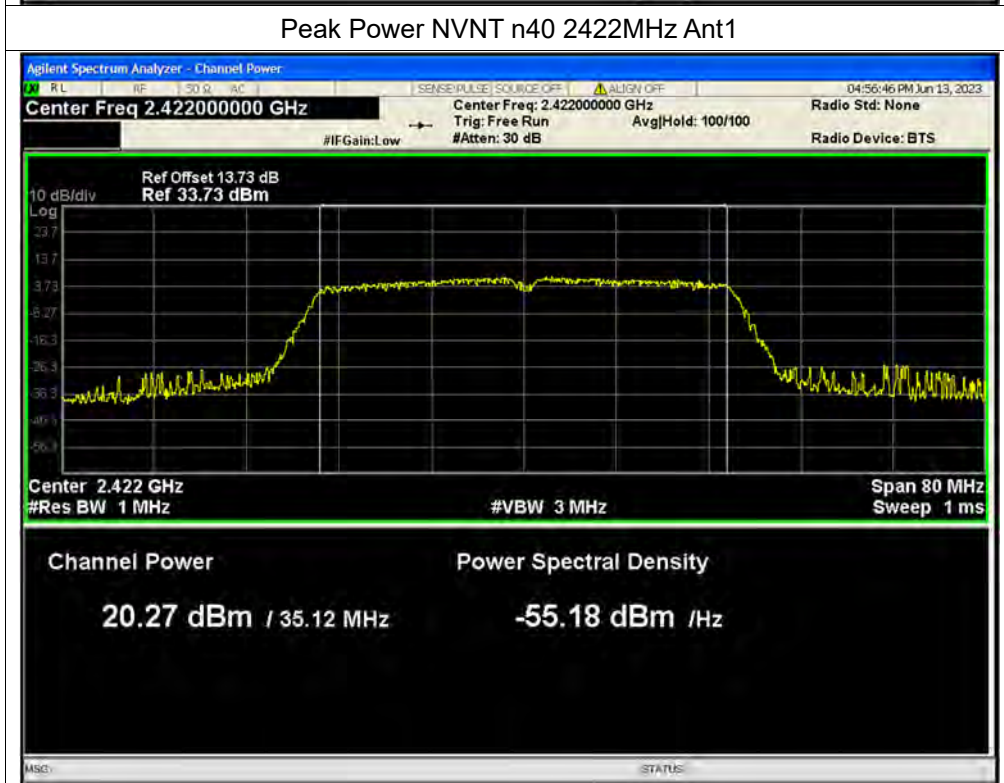 Peak Power NVNT n40 2422MHz Ant1
Agilent Spectrum Analyzer - Channel Power
RL RF 50 Ω AC SENSE:PULSE SOURCE OFF ALIGN OFF 04:56:46 PM Jun 13, 2023
Center Freq 2.422000000 GHz Center Freq: 2.422000000 GHz Radio Std: None
Trig: Free Run Avg|Hold: 100/100
#IFGain:Low #Atten: 30 dB Radio Device: BTS
Ref Offset 13.73 dB
10 dB/div Ref 33.73 dBm
Log
23.7
13.7
3.73
-6.27
-16.3
-26.3
-36.3
-46.3
-56.3
Center 2.422 GHz Span 80 MHz
#Res BW 1 MHz #VBW 3 MHz Sweep 1 ms
Channel Power Power Spectral Density
20.27 dBm / 35.12 MHz -55.18 dBm /Hz
MSG STATUS